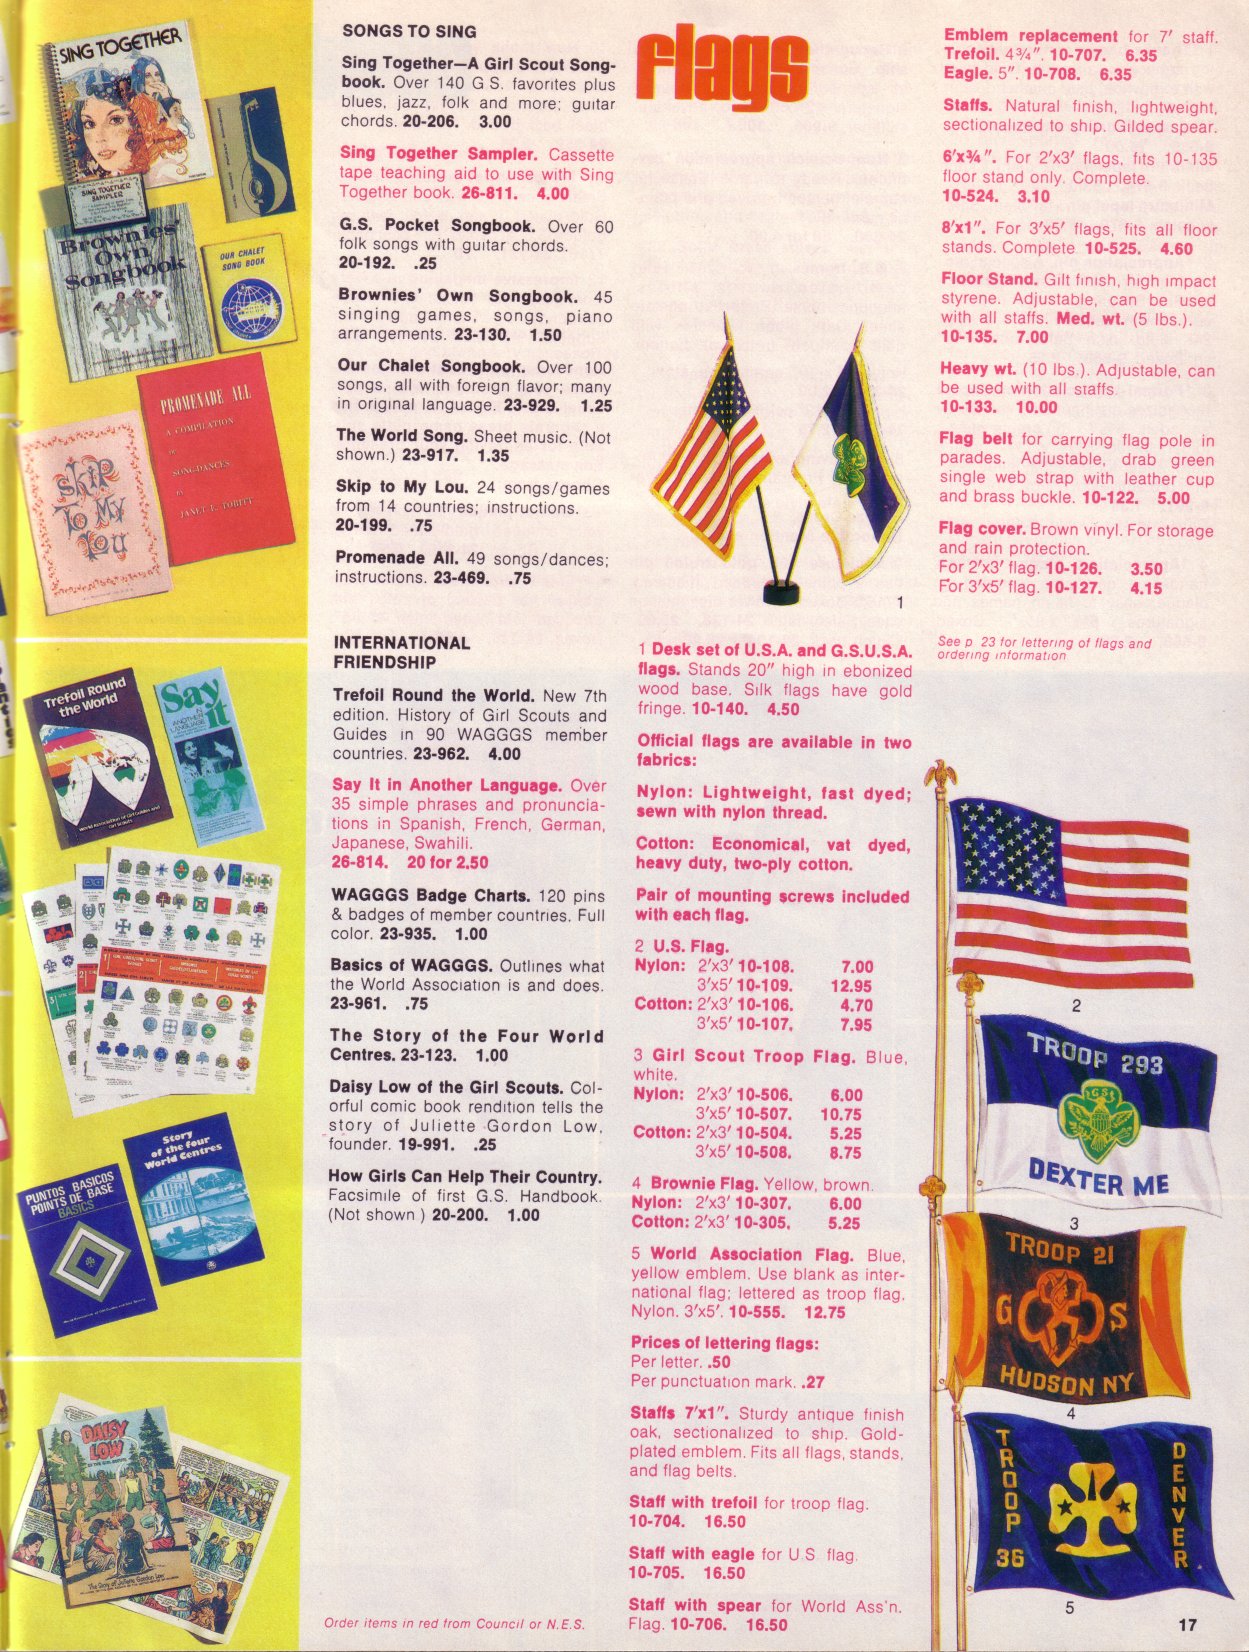 SING TOGETHER
SING TOGETHER
SAMPLER
Brownies'
Own
Songbook
OUR CHALET
SONG BOOK
PROMENADE ALL
A COMPILATION
OF
SONG-DANCES
BY
JANET E. TOBITT
SKIP
TO MY
LOU
SONGS TO SING
Sing Together—A Girl Scout Song-
book. Over 140 G S. favorites plus
blues, jazz, folk and more; guitar
chords. 20-206. 3.00
Sing Together Sampler. Cassette
tape teaching aid to use with Sing
Together book. 26-811. 4.00
G.S. Pocket Songbook. Over 60
folk songs with guitar chords.
20-192. .25
Brownies' Own Songbook. 45
singing games, songs, piano
arrangements. 23-130. 1.50
Our Chalet Songbook. Over 100
songs, all with foreign flavor; many
in original language. 23-929. 1.25
The World Song. Sheet music. (Not
shown.) 23-917. 1.35
Skip to My Lou. 24 songs/games
from 14 countries; instructions.
20-199. .75
Promenade All. 49 songs/dances;
instructions. 23-469. .75
Trefoil Round
the World
World Association of Girl Guides and
Girl Scouts
Say
it
IN
ANOTHER
LANGUAGE
PUNTOS BASICOS
POINTS DE BASE
BASICS
Story
of the four
World Centres
DAISY
LOW
OF THE GIRL SCOUTS
The Story of Juliette Gordon Low
INTERNATIONAL
FRIENDSHIP
Trefoil Round the World. New 7th
edition. History of Girl Scouts and
Guides in 90 WAGGGS member
countries. 23-962. 4.00
Say It in Another Language. Over
35 simple phrases and pronuncia-
tions in Spanish, French, German,
Japanese, Swahili.
26-814. 20 for 2.50
WAGGGS Badge Charts. 120 pins
& badges of member countries. Full
color. 23-935. 1.00
Basics of WAGGGS. Outlines what
the World Association is and does.
23-961. .75
The Story of the Four World
Centres. 23-123. 1.00
Daisy Low of the Girl Scouts. Col-
orful comic book rendition tells the
story of Juliette Gordon Low,
founder. 19-991. .25
How Girls Can Help Their Country.
Facsimile of first G.S. Handbook.
(Not shown ) 20-200. 1.00
Order items in red from Council or N.E.S.
flags
1
1 Desk set of U.S.A. and G.S.U.S.A.
flags. Stands 20" high in ebonized
wood base. Silk flags have gold
fringe. 10-140. 4.50
Official flags are available in two
fabrics:
Nylon: Lightweight, fast dyed;
sewn with nylon thread.
Cotton: Economical, vat dyed,
heavy duty, two-ply cotton.
Pair of mounting screws included
with each flag.
2 U.S. Flag.
Nylon: 2'x3' 10-108. 7.00
3'x5' 10-109. 12.95
Cotton: 2'x3' 10-106. 4.70
3'x5' 10-107. 7.95
3 Girl Scout Troop Flag. Blue,
white.
Nylon: 2'x3' 10-506. 6.00
3'x5' 10-507. 10.75
Cotton: 2'x3' 10-504. 5.25
3'x5' 10-508. 8.75
4 Brownie Flag. Yellow, brown.
Nylon: 2'x3' 10-307. 6.00
Cotton: 2'x3' 10-305. 5.25
5 World Association Flag. Blue,
yellow emblem. Use blank as inter-
national flag; lettered as troop flag.
Nylon. 3'x5'. 10-555. 12.75
Prices of lettering flags:
Per letter. .50
Per punctuation mark. .27
Staffs 7'x1". Sturdy antique finish
oak, sectionalized to ship. Gold-
plated emblem. Fits all flags, stands,
and flag belts.
Staff with trefoil for troop flag.
10-704. 16.50
Staff with eagle for U.S flag.
10-705. 16.50
Staff with spear for World Ass'n.
Flag. 10-706. 16.50
Emblem replacement for 7' staff.
Trefoil. 4¾". 10-707. 6.35
Eagle. 5". 10-708. 6.35
Staffs. Natural finish, lightweight,
sectionalized to ship. Gilded spear.
6'x¾". For 2'x3' flags, fits 10-135
floor stand only. Complete.
10-524. 3.10
8'x1". For 3'x5' flags, fits all floor
stands. Complete 10-525. 4.60
Floor Stand. Gilt finish, high impact
styrene. Adjustable, can be used
with all staffs. Med. wt. (5 lbs.).
10-135. 7.00
Heavy wt. (10 lbs.). Adjustable, can
be used with all staffs.
10-133. 10.00
Flag belt for carrying flag pole in
parades. Adjustable, drab green
single web strap with leather cup
and brass buckle. 10-122. 5.00
Flag cover. Brown vinyl. For storage
and rain protection.
For 2'x3' flag. 10-126. 3.50
For 3'x5' flag. 10-127. 4.15
See p 23 for lettering of flags and
ordering information
2
TROOP 293
GS
DEXTER ME
3
TROOP 21
G S
HUDSON NY
4
TROOP
36
DENVER
5
17